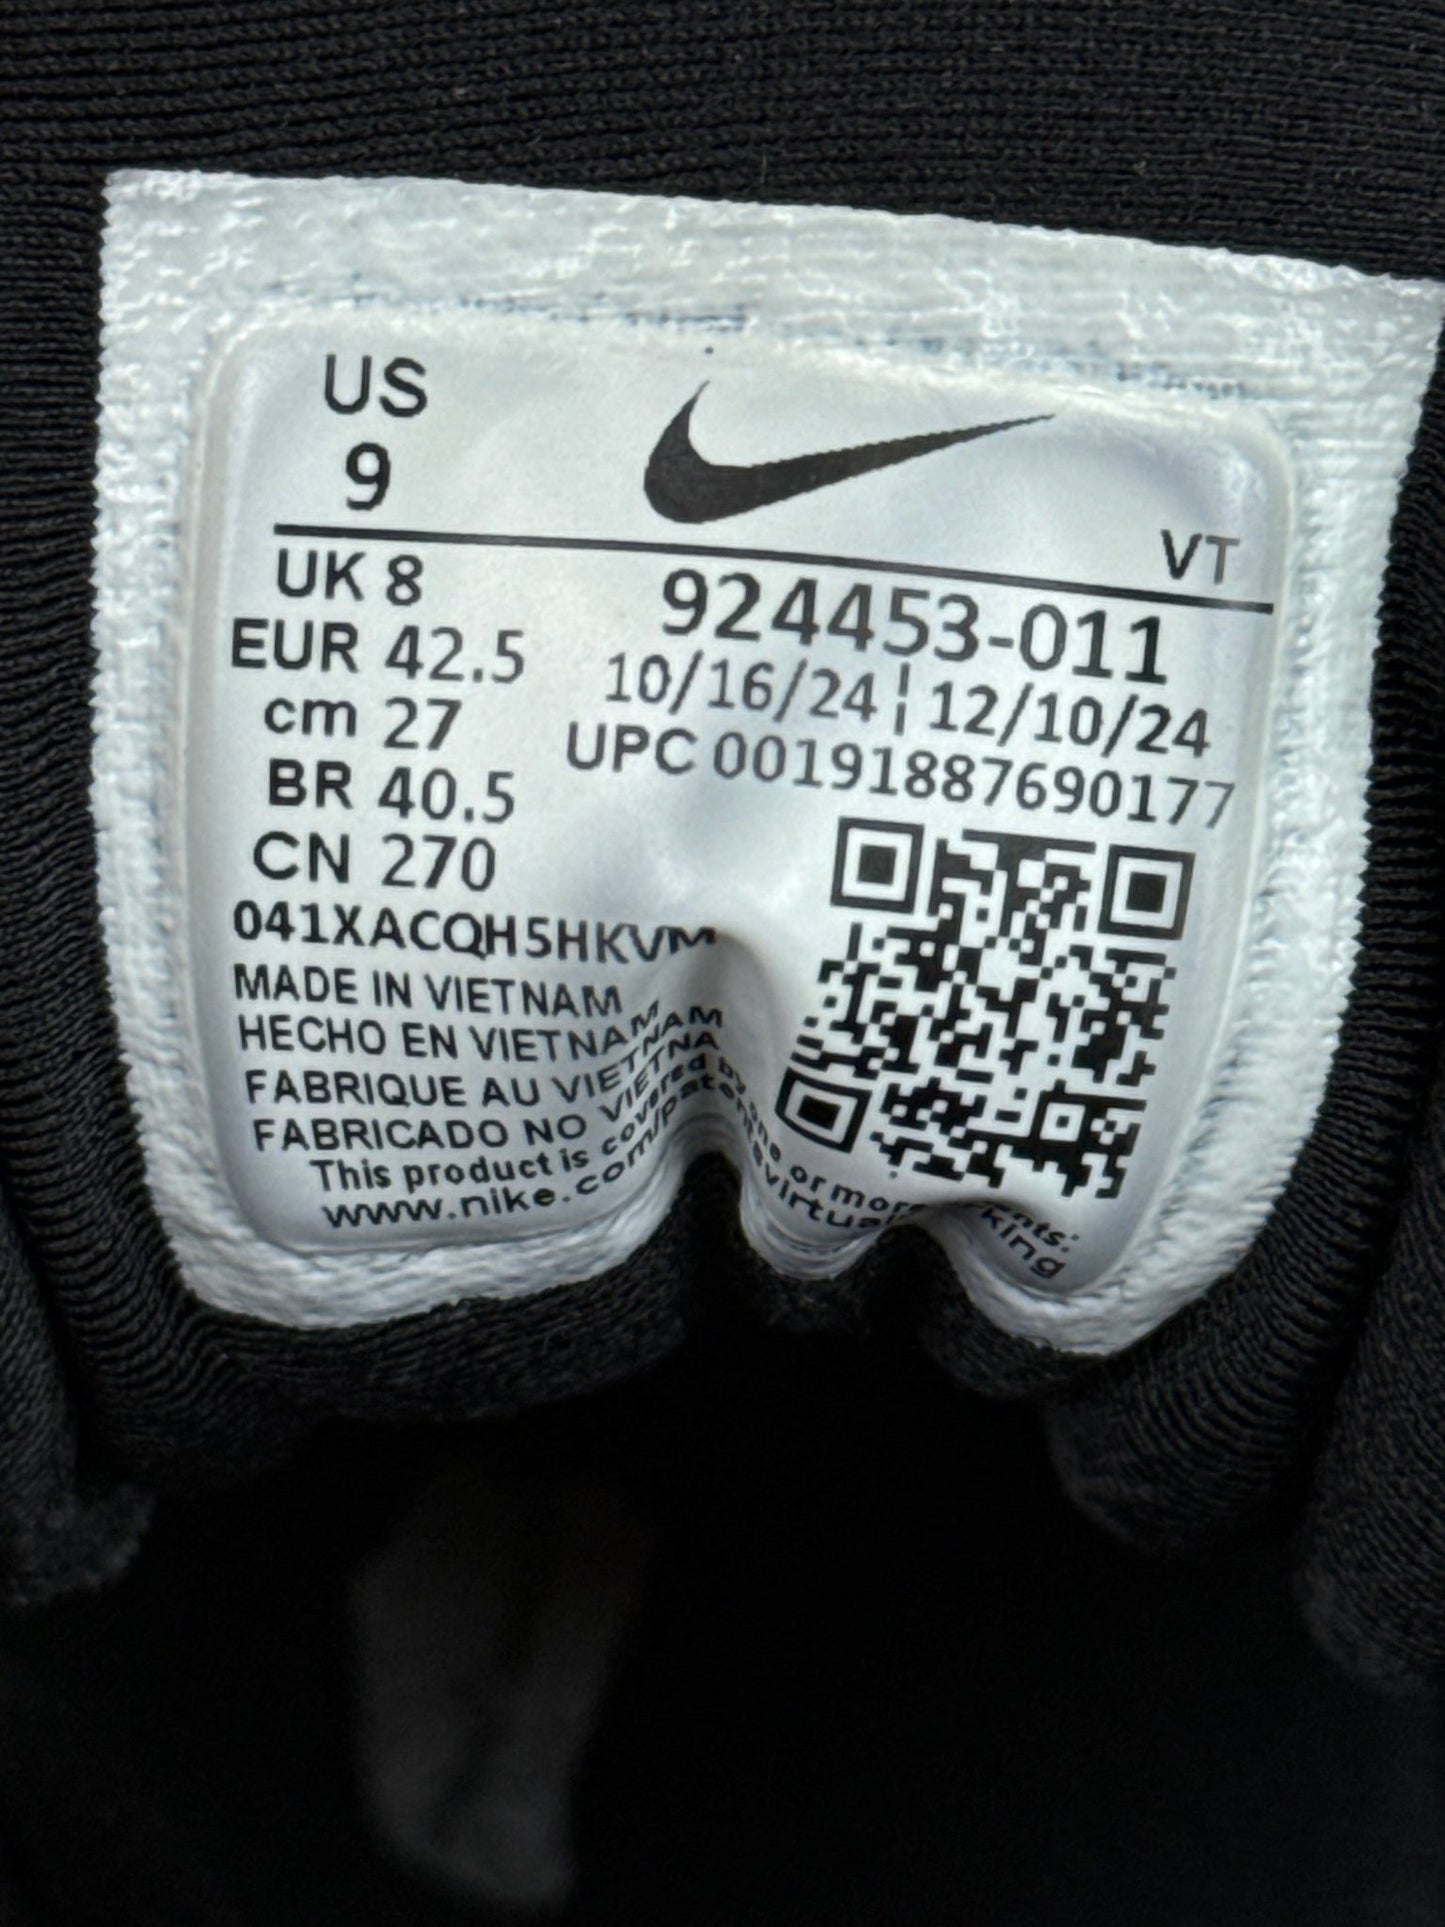 US
9
VT
UK 8
EUR 42.5
cm 27
BR 40.5
CN 270
924453-011
10/16/24 ¦ 12/10/24
UPC 00191887690177
041XACQH5HKVM
MADE IN VIETNAM
HECHO EN VIETNAM
FABRIQUE AU VIETNAM
FABRICADO NO VIETNA
This product is covered by one or more
www.nike.com/patents